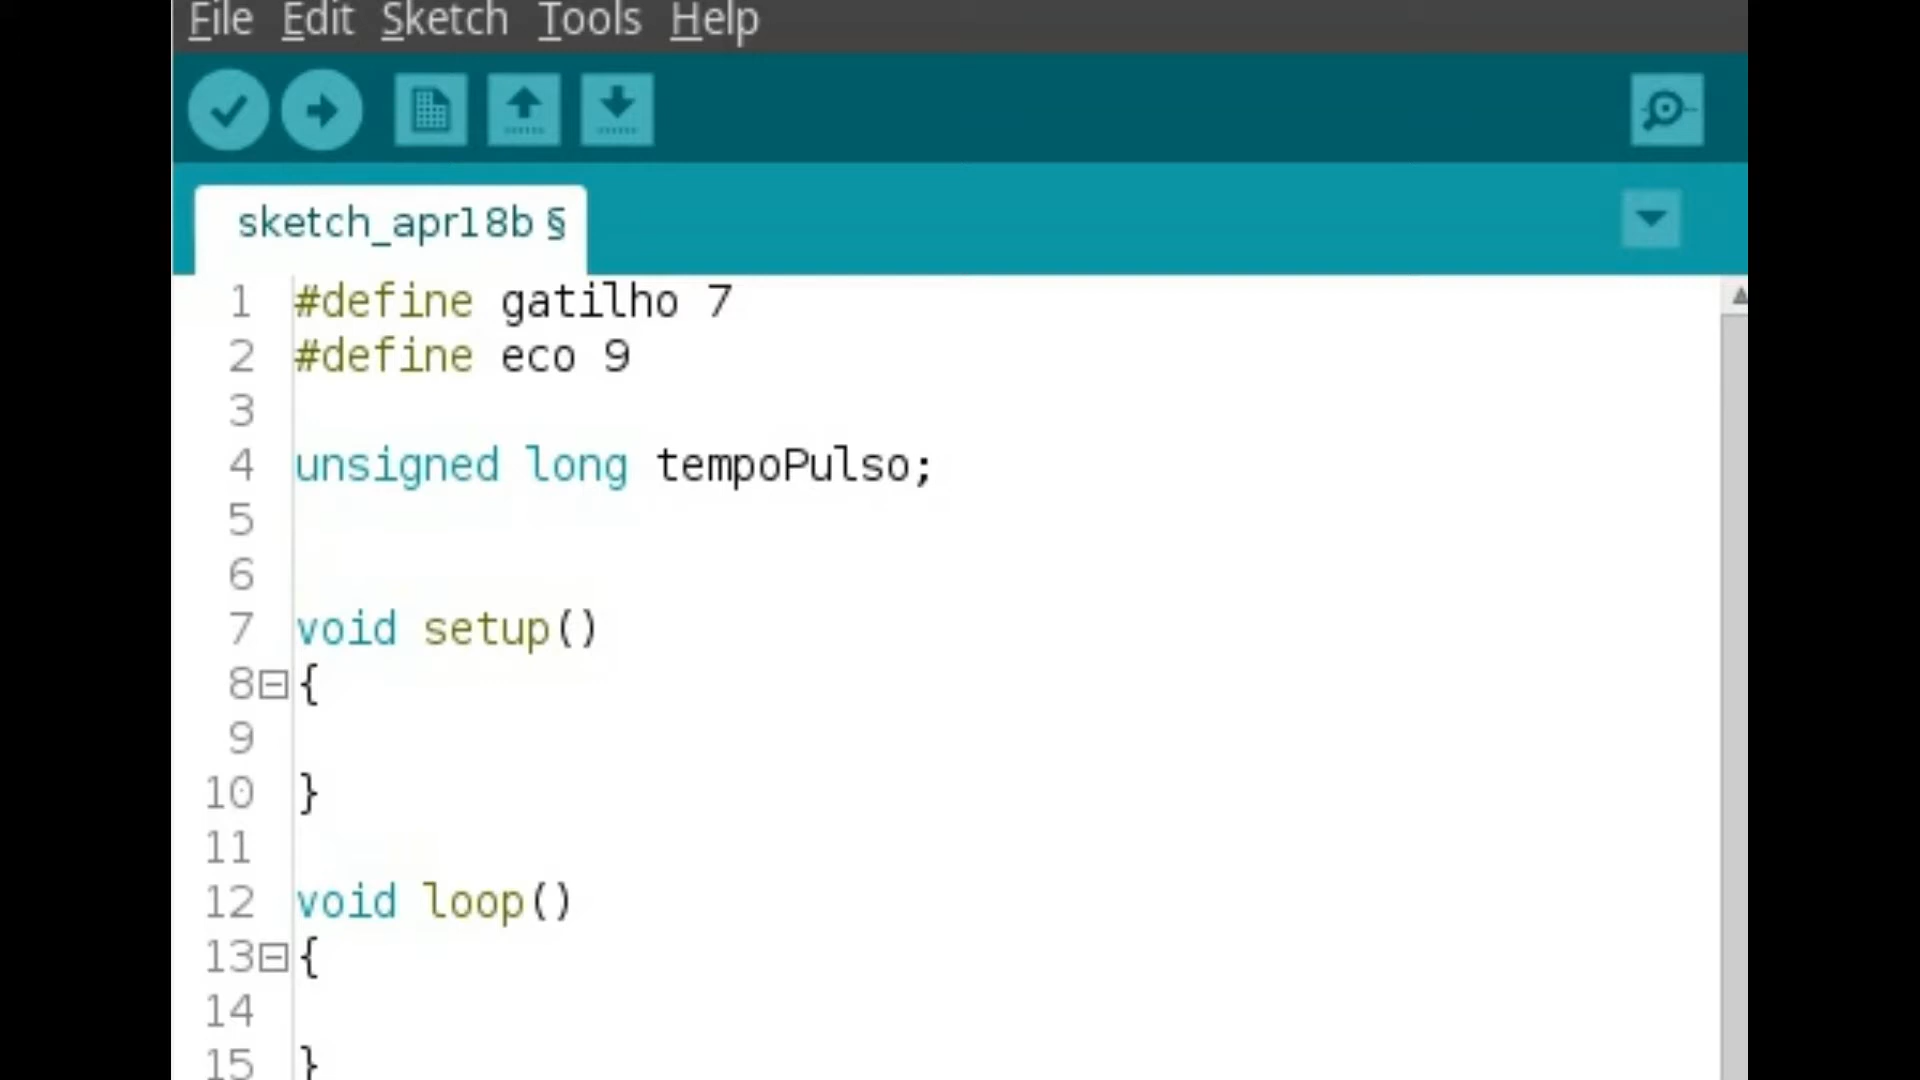 File Edit Sketch Tools Help
sketch_apr18b §
1 #define gatilho 7
2 #define eco 9
3
4 unsigned long tempoPulso;
5
6
7 void setup()
8 {
9
10 }
11
12 void loop()
13 {
14
15 }